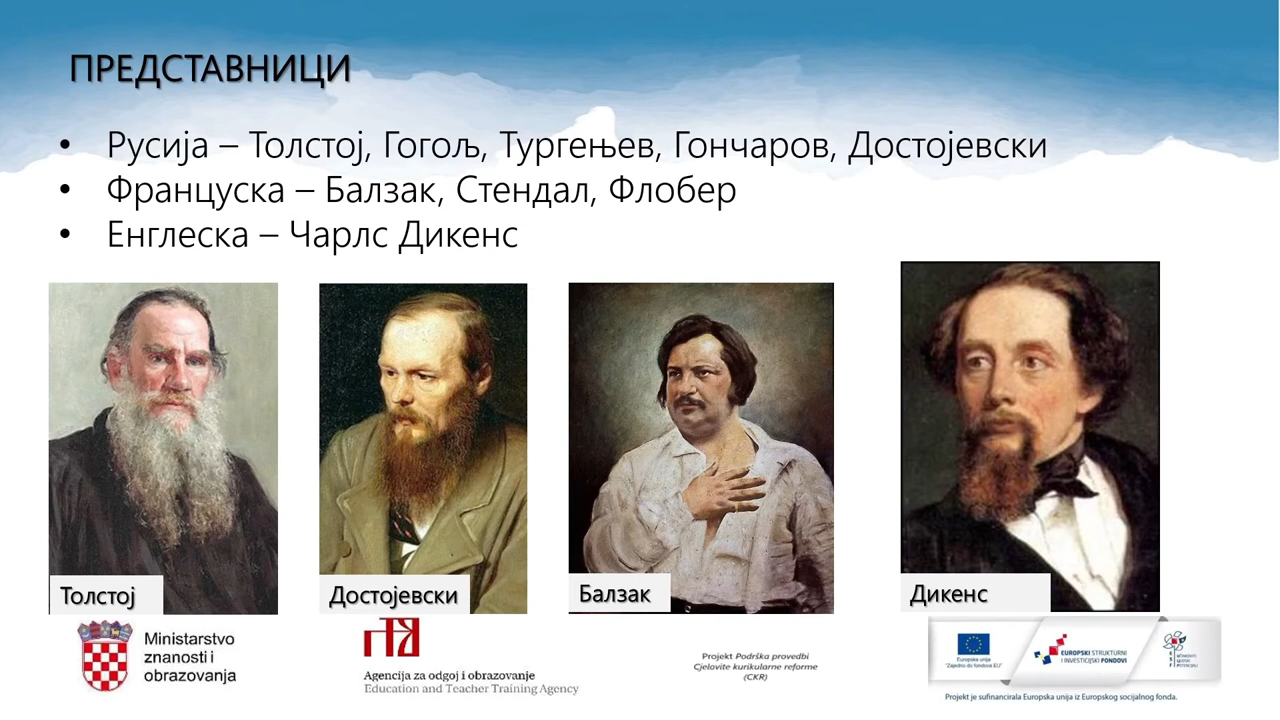 ПРЕДСТАВНИЦИ
• Русија – Толстој, Гогољ, Тургењев, Гончаров, Достојевски
• Француска – Балзак, Стендал, Флобер
• Енглеска – Чарлс Дикенс
Толстој
Достојевски
Балзак
Дикенс
Ministarstvo
znanosti i
obrazovanja
Agencija za odgoj i obrazovanje
Education and Teacher Training Agency
Projekt Podrška provedbi
Cjelovite kurikularne reforme
(CKR)
Europska unija
"Zajedno do fondova EU"
EUROPSKI STRUKTURNI
I INVESTICIJSKI FONDOVI
Projekt je sufinancirala Europska unija iz Europskog socijalnog fonda.